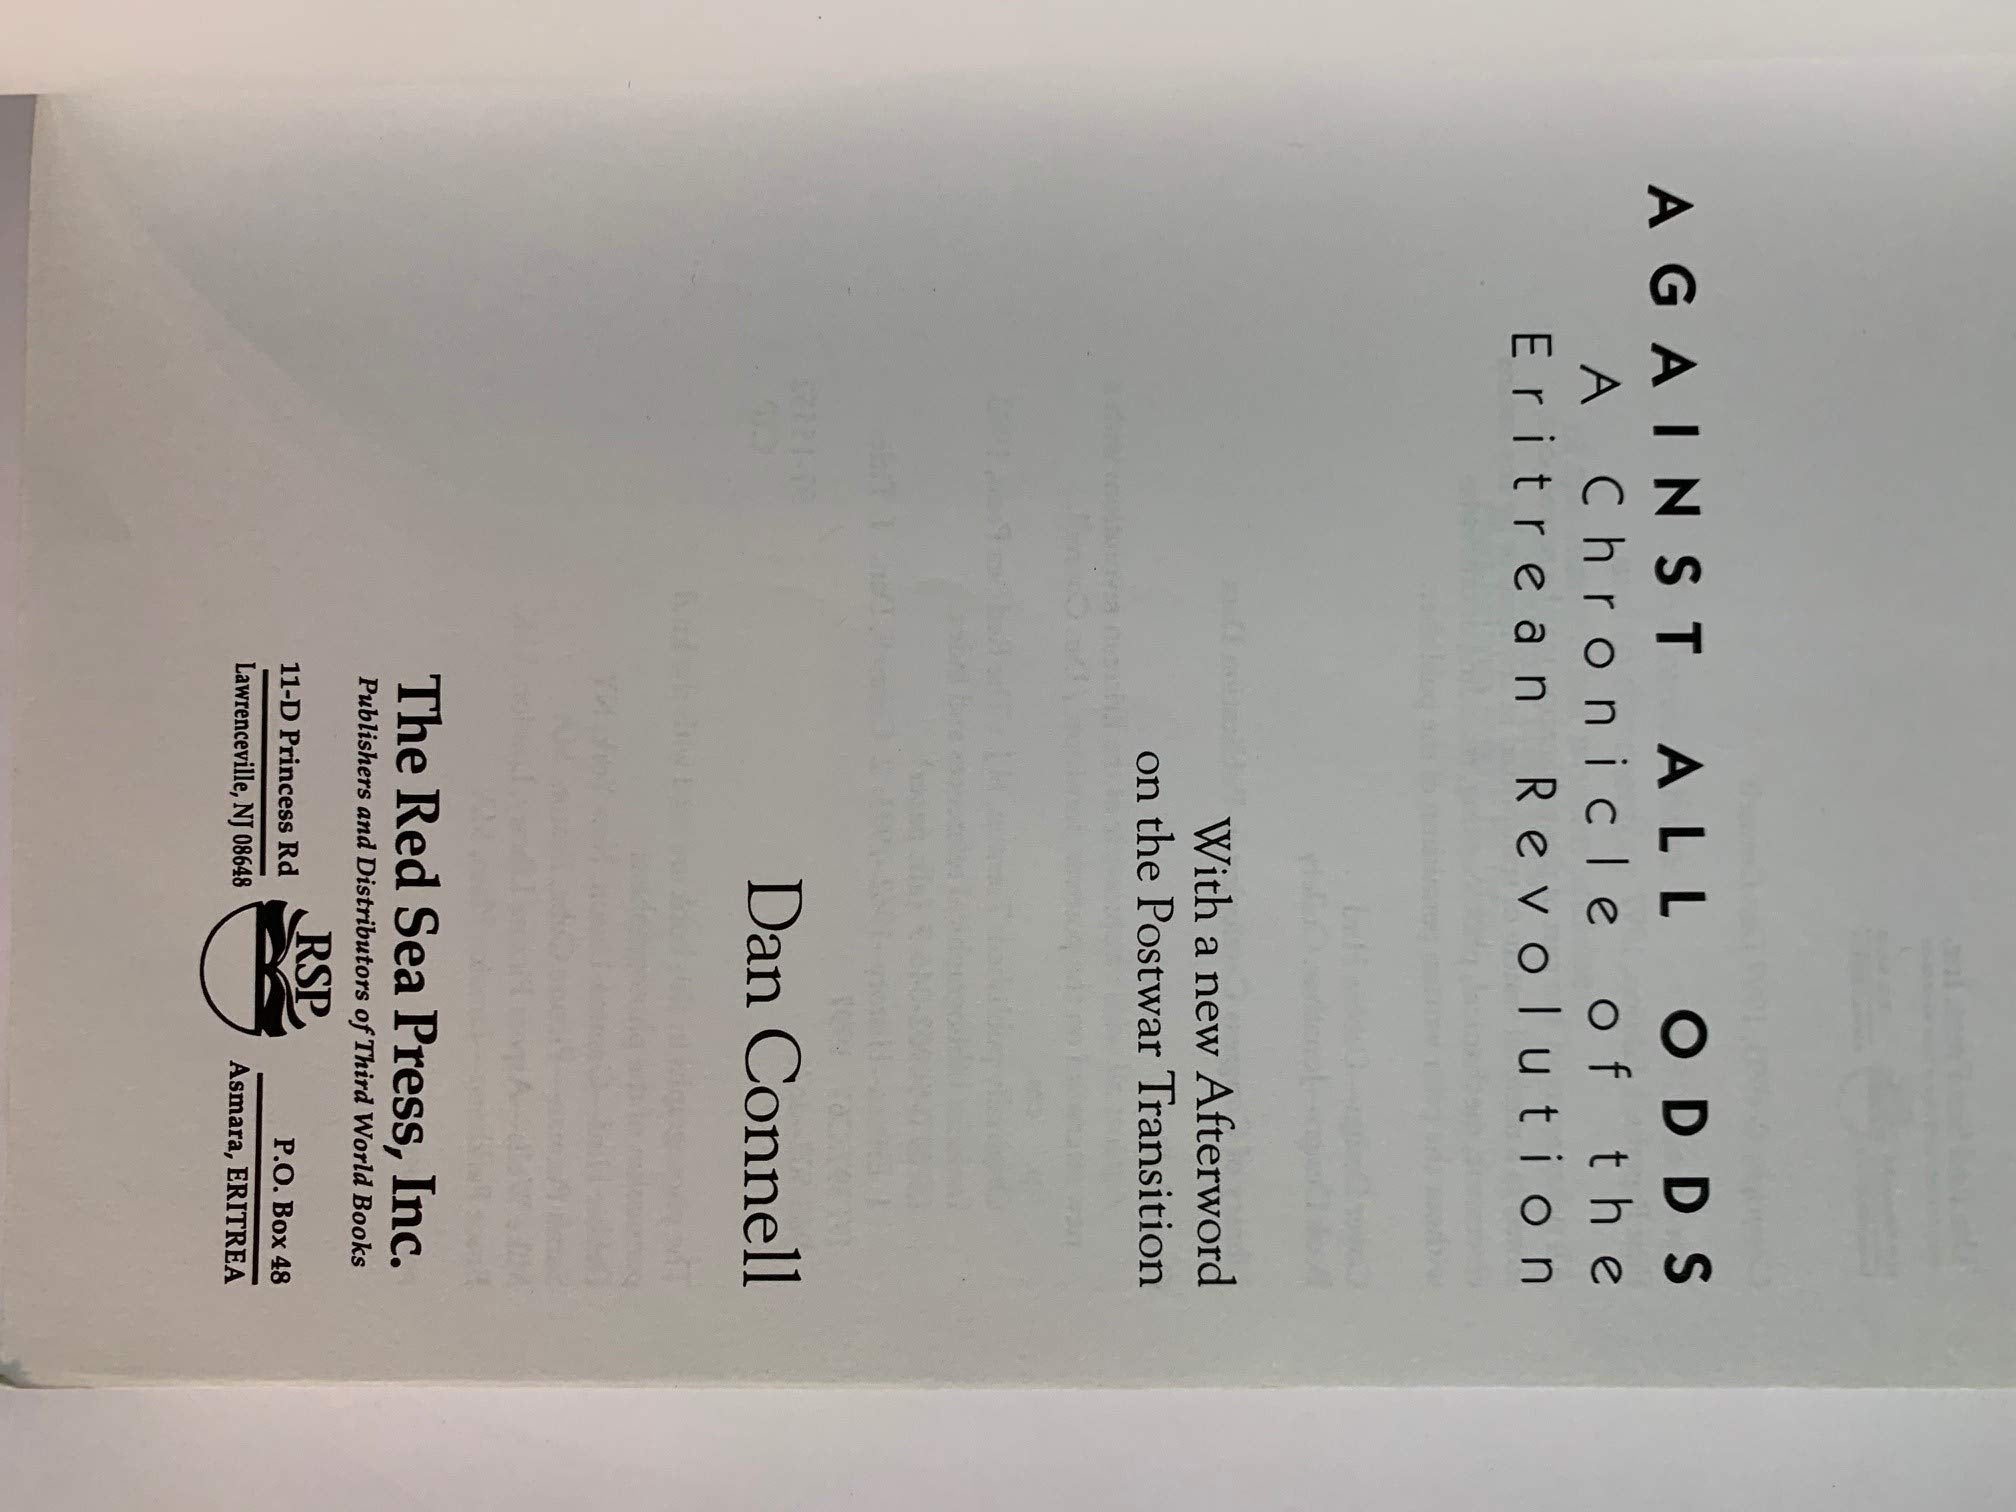 AGAINST ALL ODDS
A Chronicle of the
Eritrean Revolution
With a new Afterword
on the Postwar Transition
Dan Connell
The Red Sea Press, Inc.
Publishers and Distributors of Third World Books
RSP
11-D Princess Rd
Lawrenceville, NJ 08648
P.O. Box 48
Asmara, ERITREA